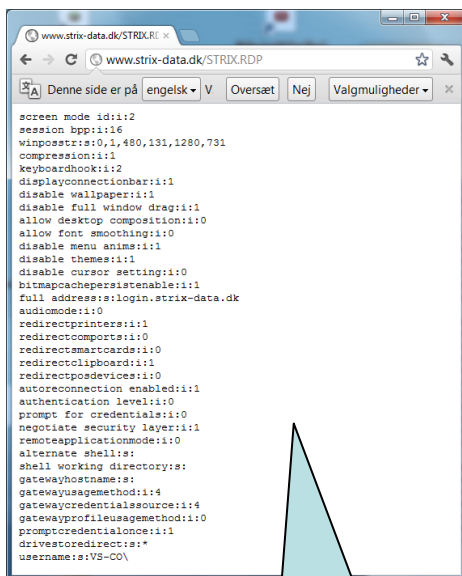 www.strix-data.dk/STRIX.RD
www.strix-data.dk/STRIX.RDP
Denne side er på engelsk V Oversæt Nej Valgmuligheder
screen mode id:i:2
session bpp:i:16
winposstr:s:0,1,480,131,1280,731
compression:i:1
keyboardhook:i:2
displayconnectionbar:i:1
disable wallpaper:i:1
disable full window drag:i:1
allow desktop composition:i:0
allow font smoothing:i:0
disable menu anims:i:1
disable themes:i:1
disable cursor setting:i:0
bitmapcachepersistenable:i:1
full address:s:login.strix-data.dk
audiomode:i:0
redirectprinters:i:1
redirectcomports:i:0
redirectsmartcards:i:0
redirectclipboard:i:1
redirectposdevices:i:0
autoreconnection enabled:i:1
authentication level:i:0
prompt for credentials:i:0
negotiate security layer:i:1
remoteapplicationmode:i:0
alternate shell:s:
shell working directory:s:
gatewayhostname:s:
gatewayusagemethod:i:4
gatewaycredentialssource:i:4
gatewayprofileusagemethod:i:0
promptcredentialonce:i:1
drivestoredirect:s:*
username:s:VS-CO\